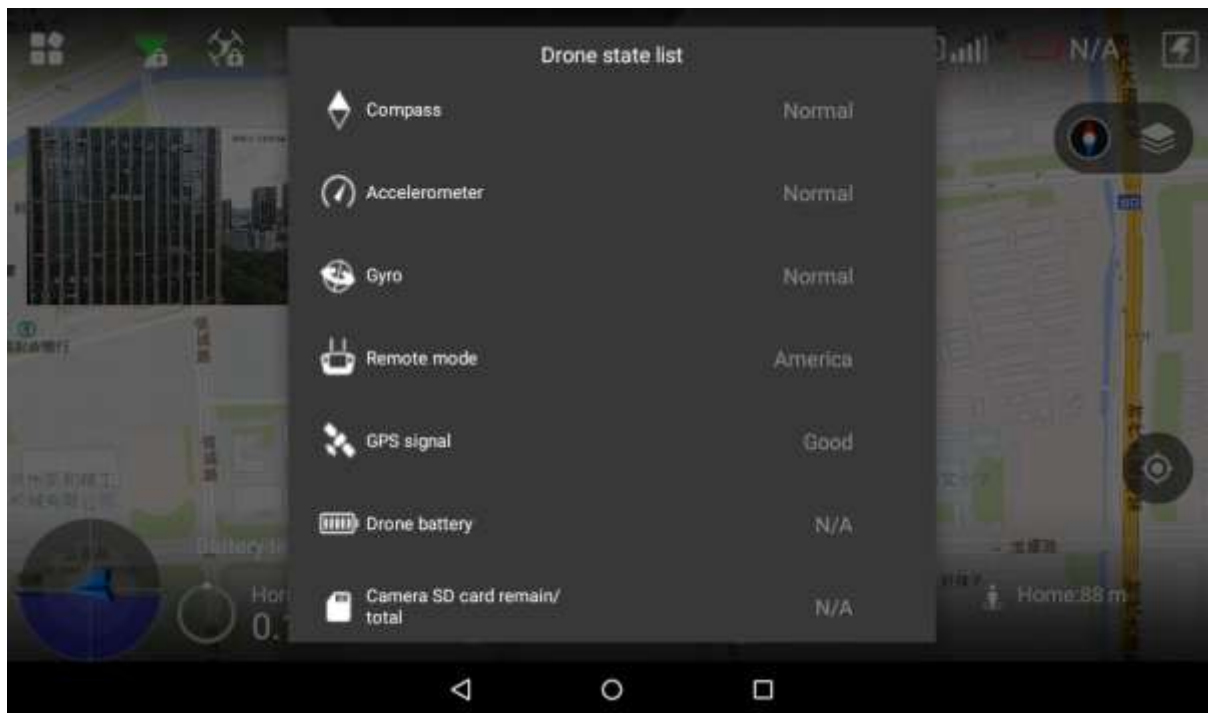 Drone state list
N/A
Compass
Normal
Accelerometer
Normal
Gyro
Normal
Remote mode
America
GPS signal
Good
Drone battery
N/A
Camera SD card remain/
total
N/A
Home:88 m